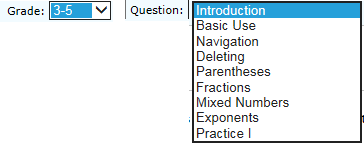 Grade: 3-5 Question: Introduction
Basic Use
Navigation
Deleting
Parentheses
Fractions
Mixed Numbers
Exponents
Practice I